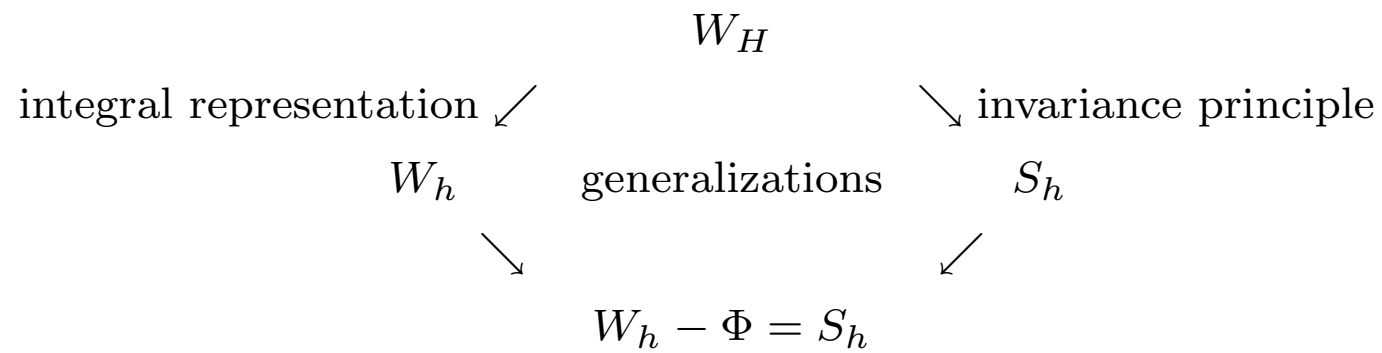 W_H
integral representation ↙ ↘ invariance principle
W_h generalizations S_h
↘ ↙
W_h − Φ = S_h